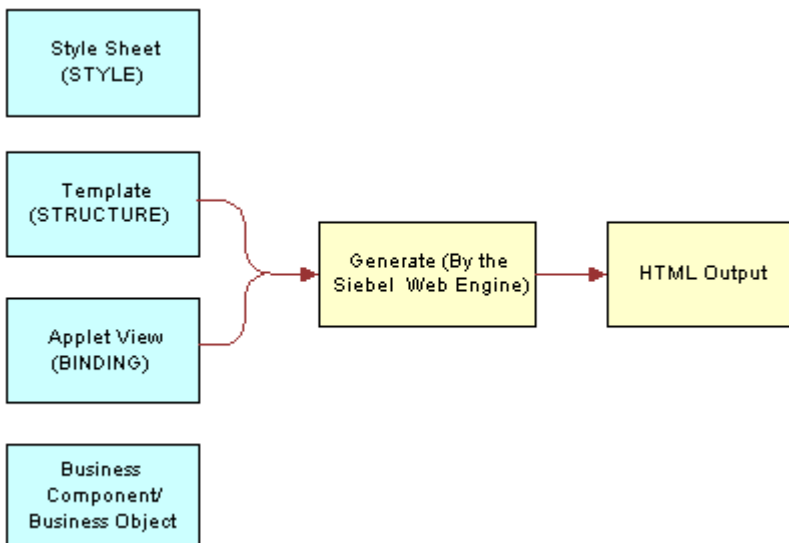 Style Sheet
(STYLE)
Template
(STRUCTURE)
Applet View
(BINDING)
Business
Component/
Business Object
Generate (By the
Siebel Web Engine)
HTML Output